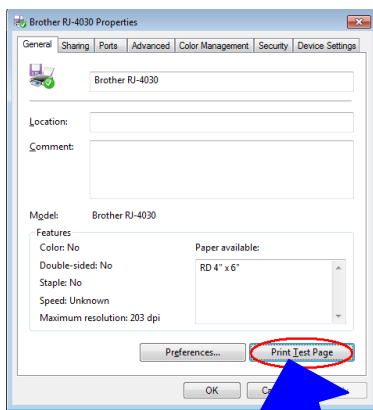 Brother RJ-4030 Properties
General Sharing Ports Advanced Color Management Security Device Settings
Brother RJ-4030
Location:
Comment:
Model: Brother RJ-4030
Features
Color: No
Paper available:
Double-sided: No
RD 4" x 6"
Staple: No
Speed: Unknown
Maximum resolution: 203 dpi
Preferences... Print Test Page
OK